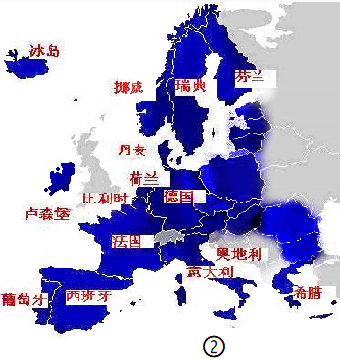 冰岛
挪威
瑞典
芬兰
丹麦
荷兰
比利时
德国
卢森堡
法国
奥地利
意大利
葡萄牙
西班牙
希腊
②